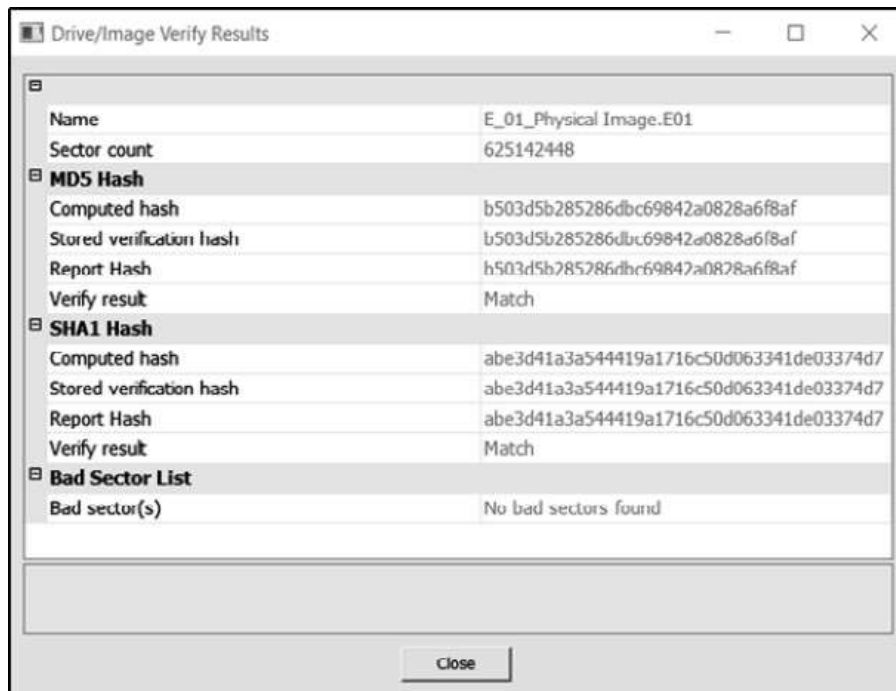 Drive/Image Verify Results
Name E_01_Physical Image.E01
Sector count 625142448
MD5 Hash
Computed hash b503d5b285286dbc69842a0828a6f8af
Stored verification hash b503d5b285286dbc69842a0828a6f8af
Report Hash b503d5b285286dbc69842a0828a6f8af
Verify result Match
SHA1 Hash
Computed hash abe3d41a3a544419a1716c50d063341de03374d7
Stored verification hash abe3d41a3a544419a1716c50d063341de03374d7
Report Hash abe3d41a3a544419a1716c50d063341de03374d7
Verify result Match
Bad Sector List
Bad sector(s) No bad sectors found
Close